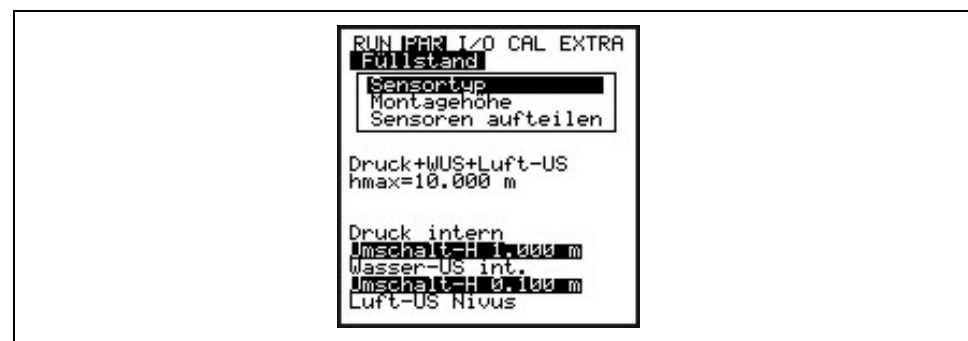 RUN PAR I/O CAL EXTRA
Füllstand
Sensortyp
Montagehöhe
Sensoren aufteilen
Druck+WUS+Luft-US
hmax=10.000 m
Druck intern
Umschalt-H 1.000 m
Wasser-US int.
Umschalt-H 0.100 m
Luft-US Nivus